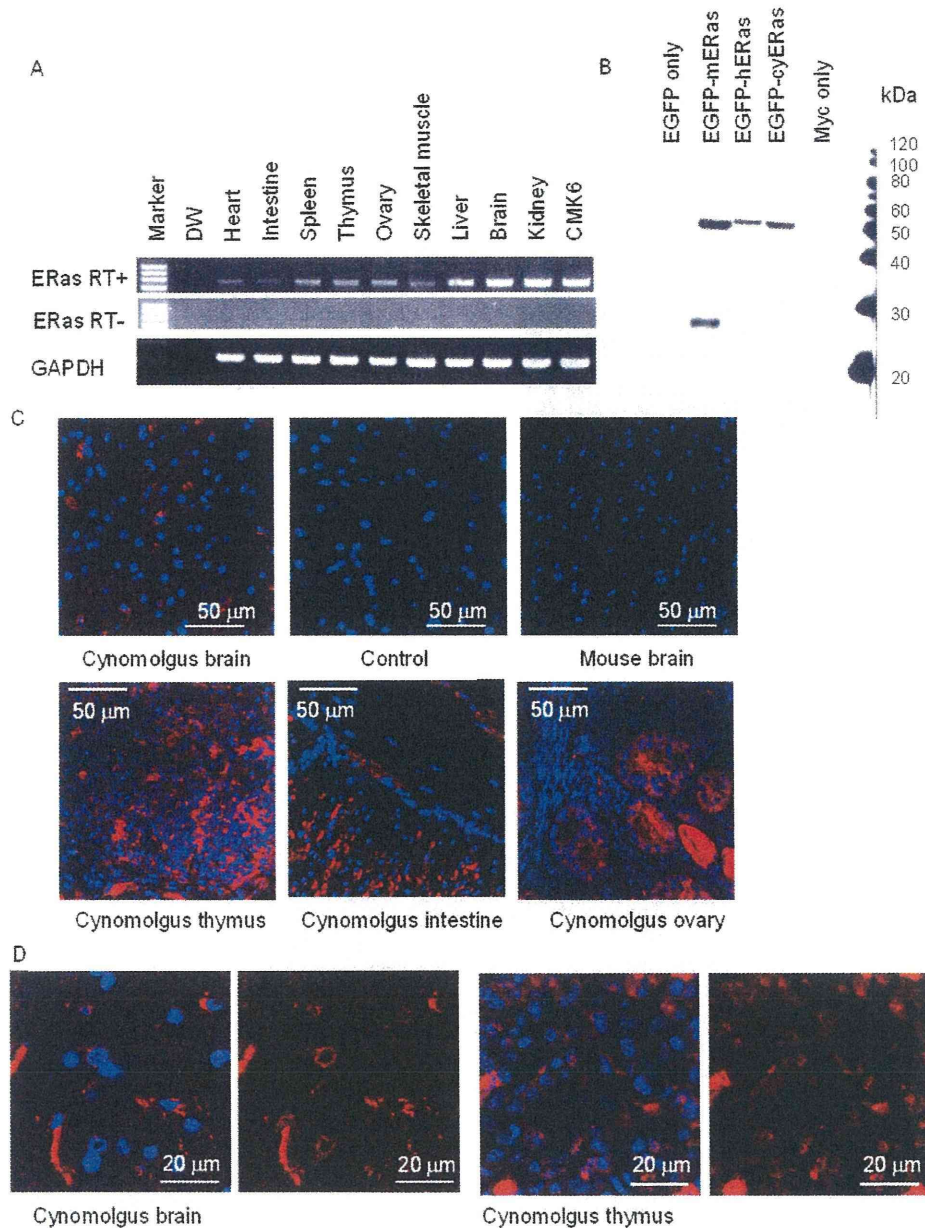 A
Marker
DW
Heart
Intestine
Spleen
Thymus
Ovary
Skeletal muscle
Liver
Brain
Kidney
CMK6
ERas RT+
ERas RT-
GAPDH
B
EGFP only
EGFP-mERas
EGFP-hERas
EGFP-cyERas
Myc only
kDa
120
100
80
60
50
40
30
20
C
50 μm
50 μm
50 μm
Cynomolgus brain
Control
Mouse brain
50 μm
50 μm
50 μm
Cynomolgus thymus
Cynomolgus intestine
Cynomolgus ovary
D
20 μm
20 μm
20 μm
20 μm
Cynomolgus brain
Cynomolgus thymus